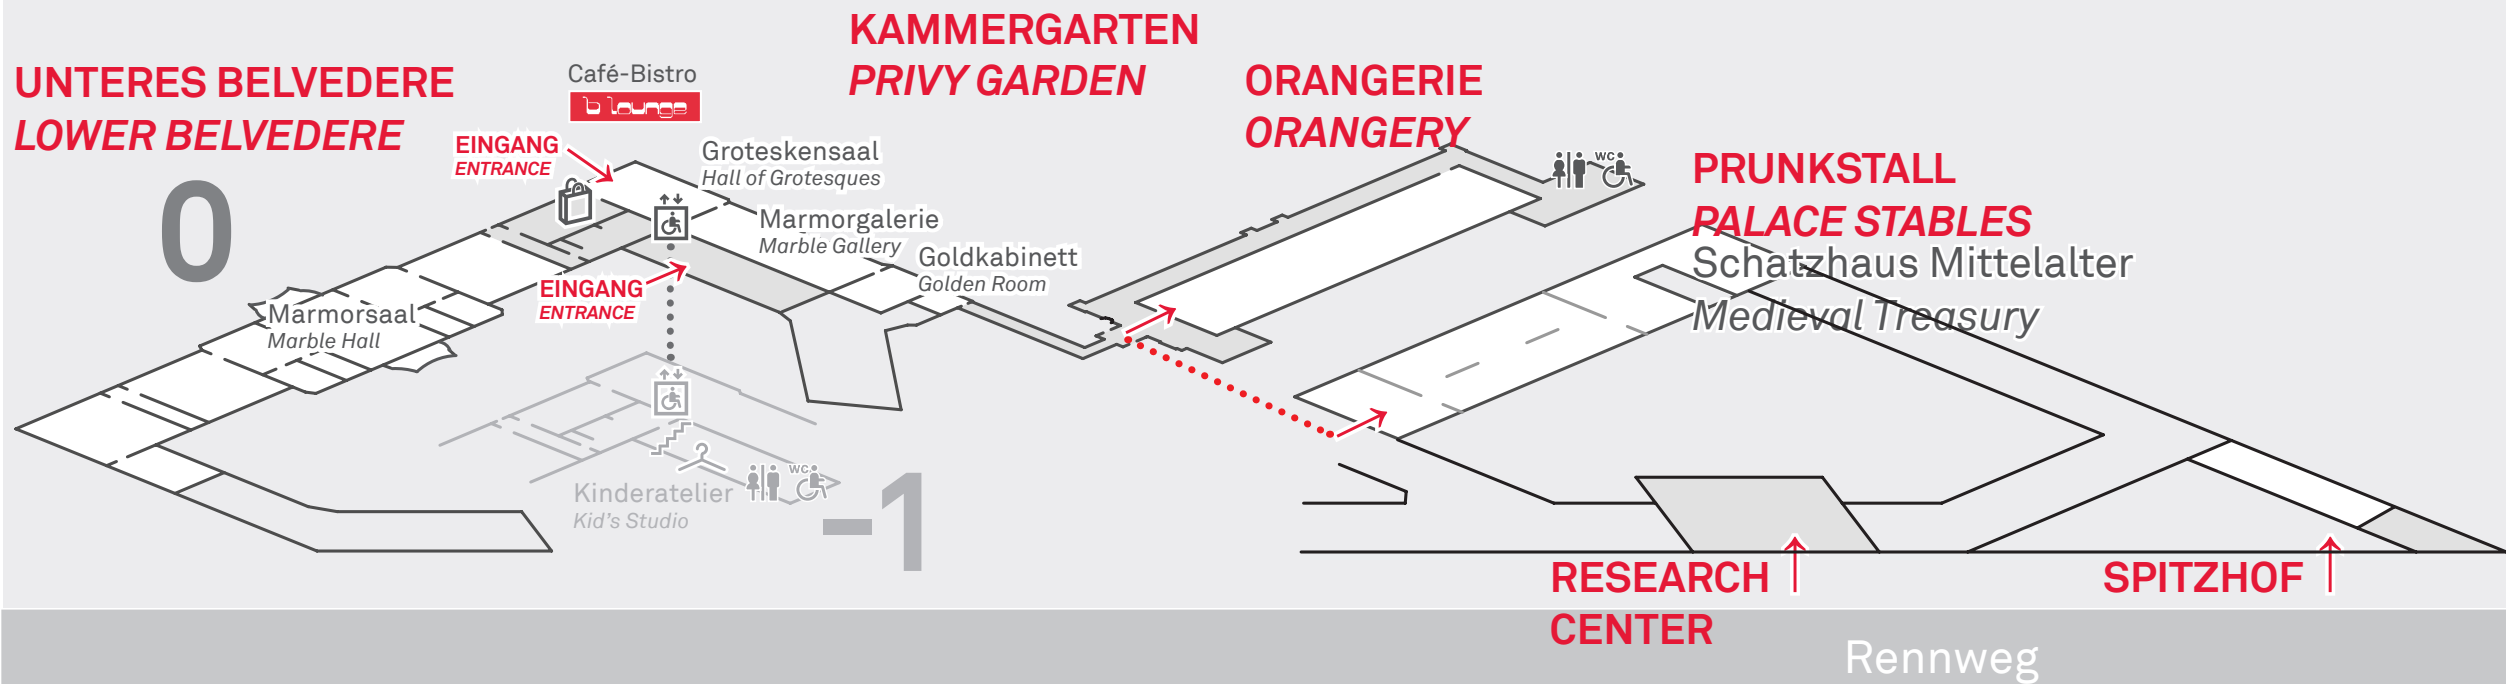 UNTERES BELVEDERE
LOWER BELVEDERE
0
Café-Bistro
b lounge
EINGANG
ENTRANCE
KAMMERGARTEN
PRIVY GARDEN
Groteskensaal
Hall of Grotesques
Marmorgalerie
Marble Gallery
Goldkabinett
Golden Room
EINGANG
ENTRANCE
Marmorsaal
Marble Hall
Kinderatelier
Kid's Studio
WC
-1
ORANGERIE
ORANGERY
WC
PRUNKSTALL
PALACE STABLES
Schatzhaus Mittelalter
Medieval Treasury
RESEARCH
CENTER
SPITZHOF
Rennweg